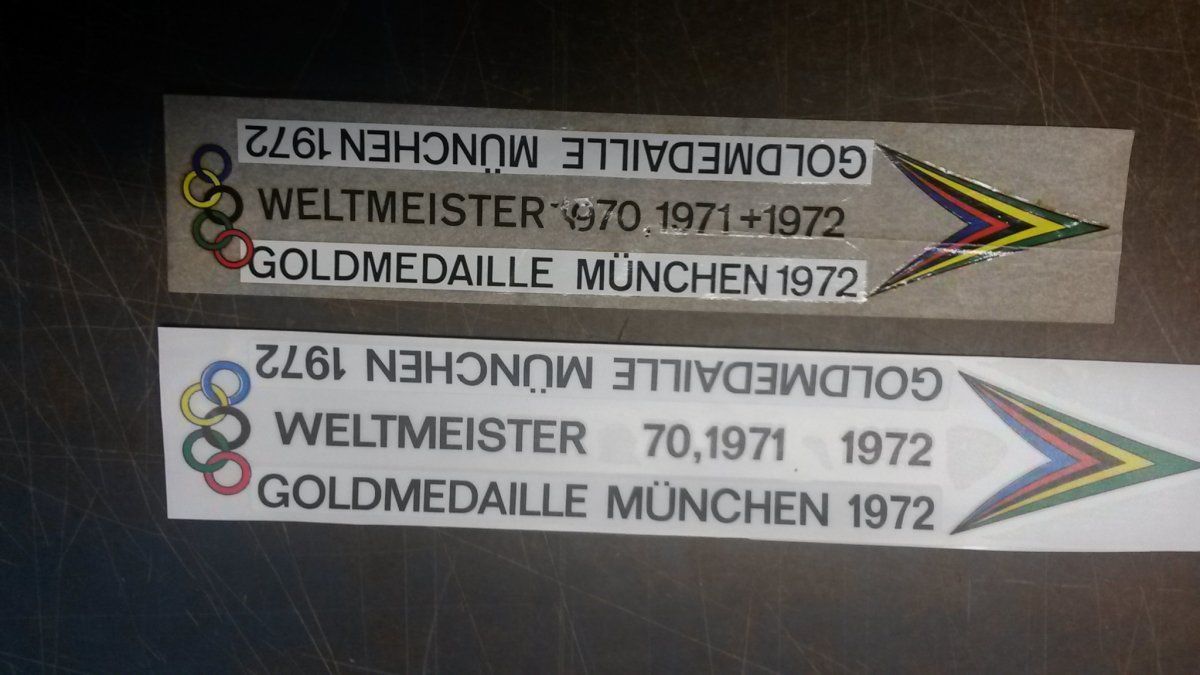 GOLDMEDAILLE MÜNCHEN 1972
WELTMEISTER 1970, 1971+1972
GOLDMEDAILLE MÜNCHEN 1972
GOLDMEDAILLE MÜNCHEN 1972
WELTMEISTER 70,1971 1972
GOLDMEDAILLE MÜNCHEN 1972